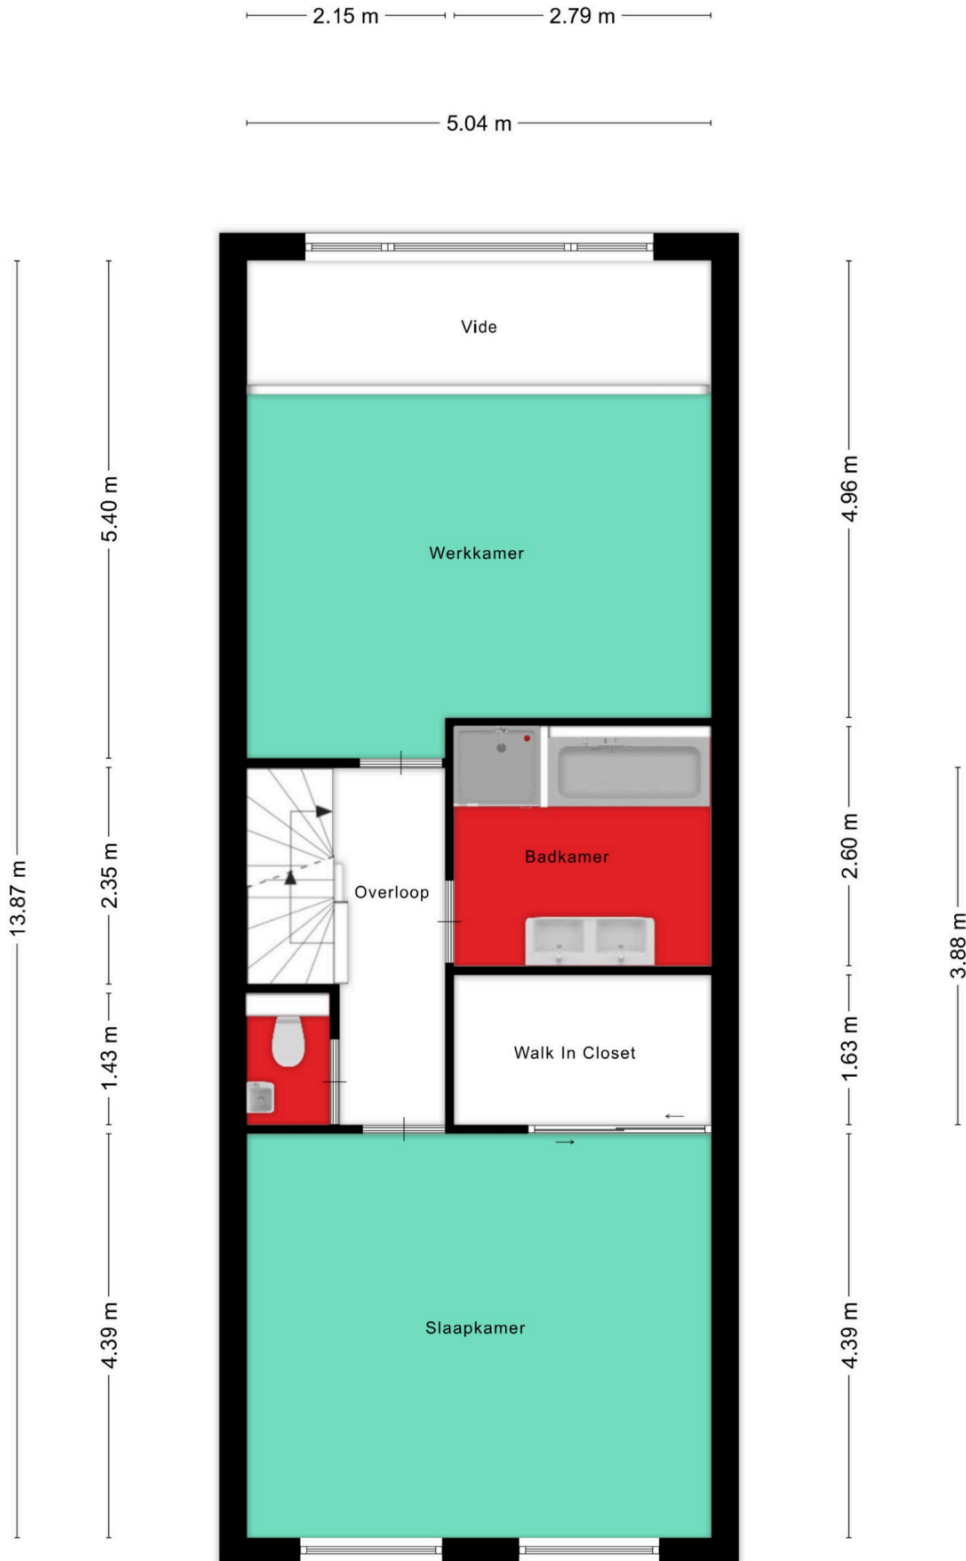 2.15 m
2.79 m
5.04 m
Vide
4.96 m
5.40 m
Werkkamer
Badkamer
2.60 m
2.35 m
Overloop
13.87 m
3.88 m
Walk In Closet
1.63 m
1.43 m
Slaapkamer
4.39 m
4.39 m